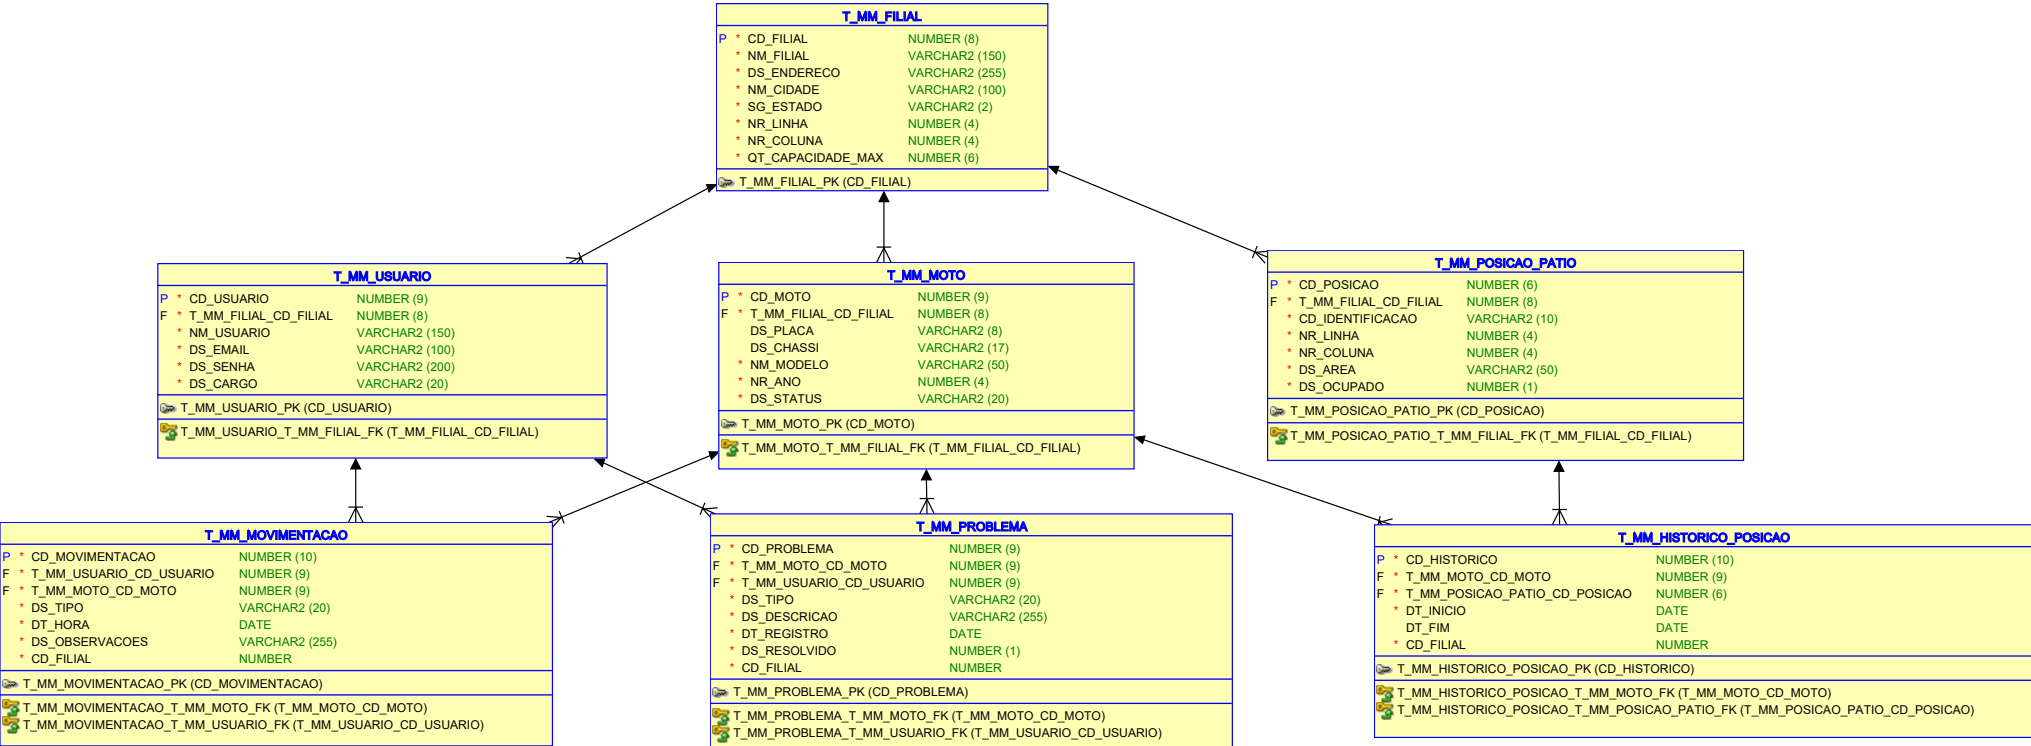 T_MM_FILIAL
P * CD_FILIAL NUMBER (8)
* NM_FILIAL VARCHAR2 (150)
* DS_ENDERECO VARCHAR2 (255)
* NM_CIDADE VARCHAR2 (100)
* SG_ESTADO VARCHAR2 (2)
* NR_LINHA NUMBER (4)
* NR_COLUNA NUMBER (4)
* QT_CAPACIDADE_MAX NUMBER (6)
T_MM_FILIAL_PK (CD_FILIAL)
T_MM_USUARIO
P * CD_USUARIO NUMBER (9)
F * T_MM_FILIAL_CD_FILIAL NUMBER (8)
* NM_USUARIO VARCHAR2 (150)
* DS_EMAIL VARCHAR2 (100)
* DS_SENHA VARCHAR2 (200)
* DS_CARGO VARCHAR2 (20)
T_MM_USUARIO_PK (CD_USUARIO)
T_MM_USUARIO_T_MM_FILIAL_FK (T_MM_FILIAL_CD_FILIAL)
T_MM_MOTO
P * CD_MOTO NUMBER (9)
F * T_MM_FILIAL_CD_FILIAL NUMBER (8)
DS_PLACA VARCHAR2 (8)
DS_CHASSI VARCHAR2 (17)
* NM_MODELO VARCHAR2 (50)
* NR_ANO NUMBER (4)
* DS_STATUS VARCHAR2 (20)
T_MM_MOTO_PK (CD_MOTO)
T_MM_MOTO_T_MM_FILIAL_FK (T_MM_FILIAL_CD_FILIAL)
T_MM_POSICAO_PATIO
P * CD_POSICAO NUMBER (6)
F * T_MM_FILIAL_CD_FILIAL NUMBER (8)
* CD_IDENTIFICACAO VARCHAR2 (10)
* NR_LINHA NUMBER (4)
* NR_COLUNA NUMBER (4)
* DS_AREA VARCHAR2 (50)
* DS_OCUPADO NUMBER (1)
T_MM_POSICAO_PATIO_PK (CD_POSICAO)
T_MM_POSICAO_PATIO_T_MM_FILIAL_FK (T_MM_FILIAL_CD_FILIAL)
T_MM_MOVIMENTACAO
P * CD_MOVIMENTACAO NUMBER (10)
F * T_MM_USUARIO_CD_USUARIO NUMBER (9)
F * T_MM_MOTO_CD_MOTO NUMBER (9)
* DS_TIPO VARCHAR2 (20)
* DT_HORA DATE
* DS_OBSERVACOES VARCHAR2 (255)
* CD_FILIAL NUMBER
T_MM_MOVIMENTACAO_PK (CD_MOVIMENTACAO)
T_MM_MOVIMENTACAO_T_MM_MOTO_FK (T_MM_MOTO_CD_MOTO)
T_MM_MOVIMENTACAO_T_MM_USUARIO_FK (T_MM_USUARIO_CD_USUARIO)
T_MM_PROBLEMA
P * CD_PROBLEMA NUMBER (9)
F * T_MM_MOTO_CD_MOTO NUMBER (9)
F * T_MM_USUARIO_CD_USUARIO NUMBER (9)
* DS_TIPO VARCHAR2 (20)
* DS_DESCRICAO VARCHAR2 (255)
* DT_REGISTRO DATE
* DS_RESOLVIDO NUMBER (1)
* CD_FILIAL NUMBER
T_MM_PROBLEMA_PK (CD_PROBLEMA)
T_MM_PROBLEMA_T_MM_MOTO_FK (T_MM_MOTO_CD_MOTO)
T_MM_PROBLEMA_T_MM_USUARIO_FK (T_MM_USUARIO_CD_USUARIO)
T_MM_HISTORICO_POSICAO
P * CD_HISTORICO NUMBER (10)
F * T_MM_MOTO_CD_MOTO NUMBER (9)
F * T_MM_POSICAO_PATIO_CD_POSICAO NUMBER (6)
* DT_INICIO DATE
DT_FIM DATE
* CD_FILIAL NUMBER
T_MM_HISTORICO_POSICAO_PK (CD_HISTORICO)
T_MM_HISTORICO_POSICAO_T_MM_MOTO_FK (T_MM_MOTO_CD_MOTO)
T_MM_HISTORICO_POSICAO_T_MM_POSICAO_PATIO_FK (T_MM_POSICAO_PATIO_CD_POSICAO)